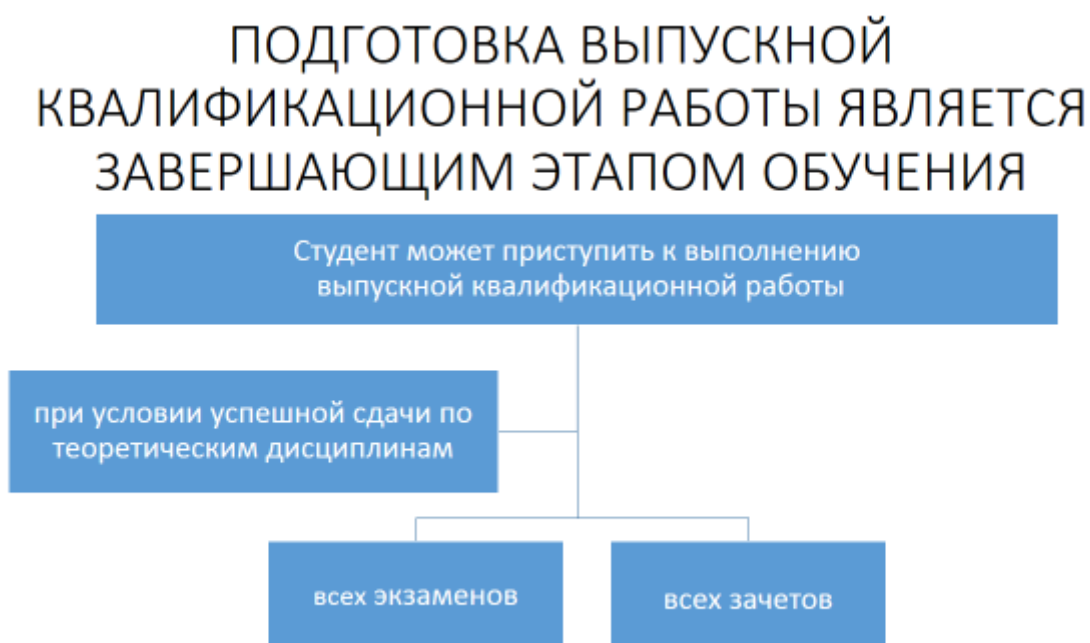 ПОДГОТОВКА ВЫПУСКНОЙ
КВАЛИФИКАЦИОННОЙ РАБОТЫ ЯВЛЯЕТСЯ
ЗАВЕРШАЮЩИМ ЭТАПОМ ОБУЧЕНИЯ
Студент может приступить к выполнению
выпускной квалификационной работы
при условии успешной сдачи по
теоретическим дисциплинам
всех экзаменов
всех зачетов